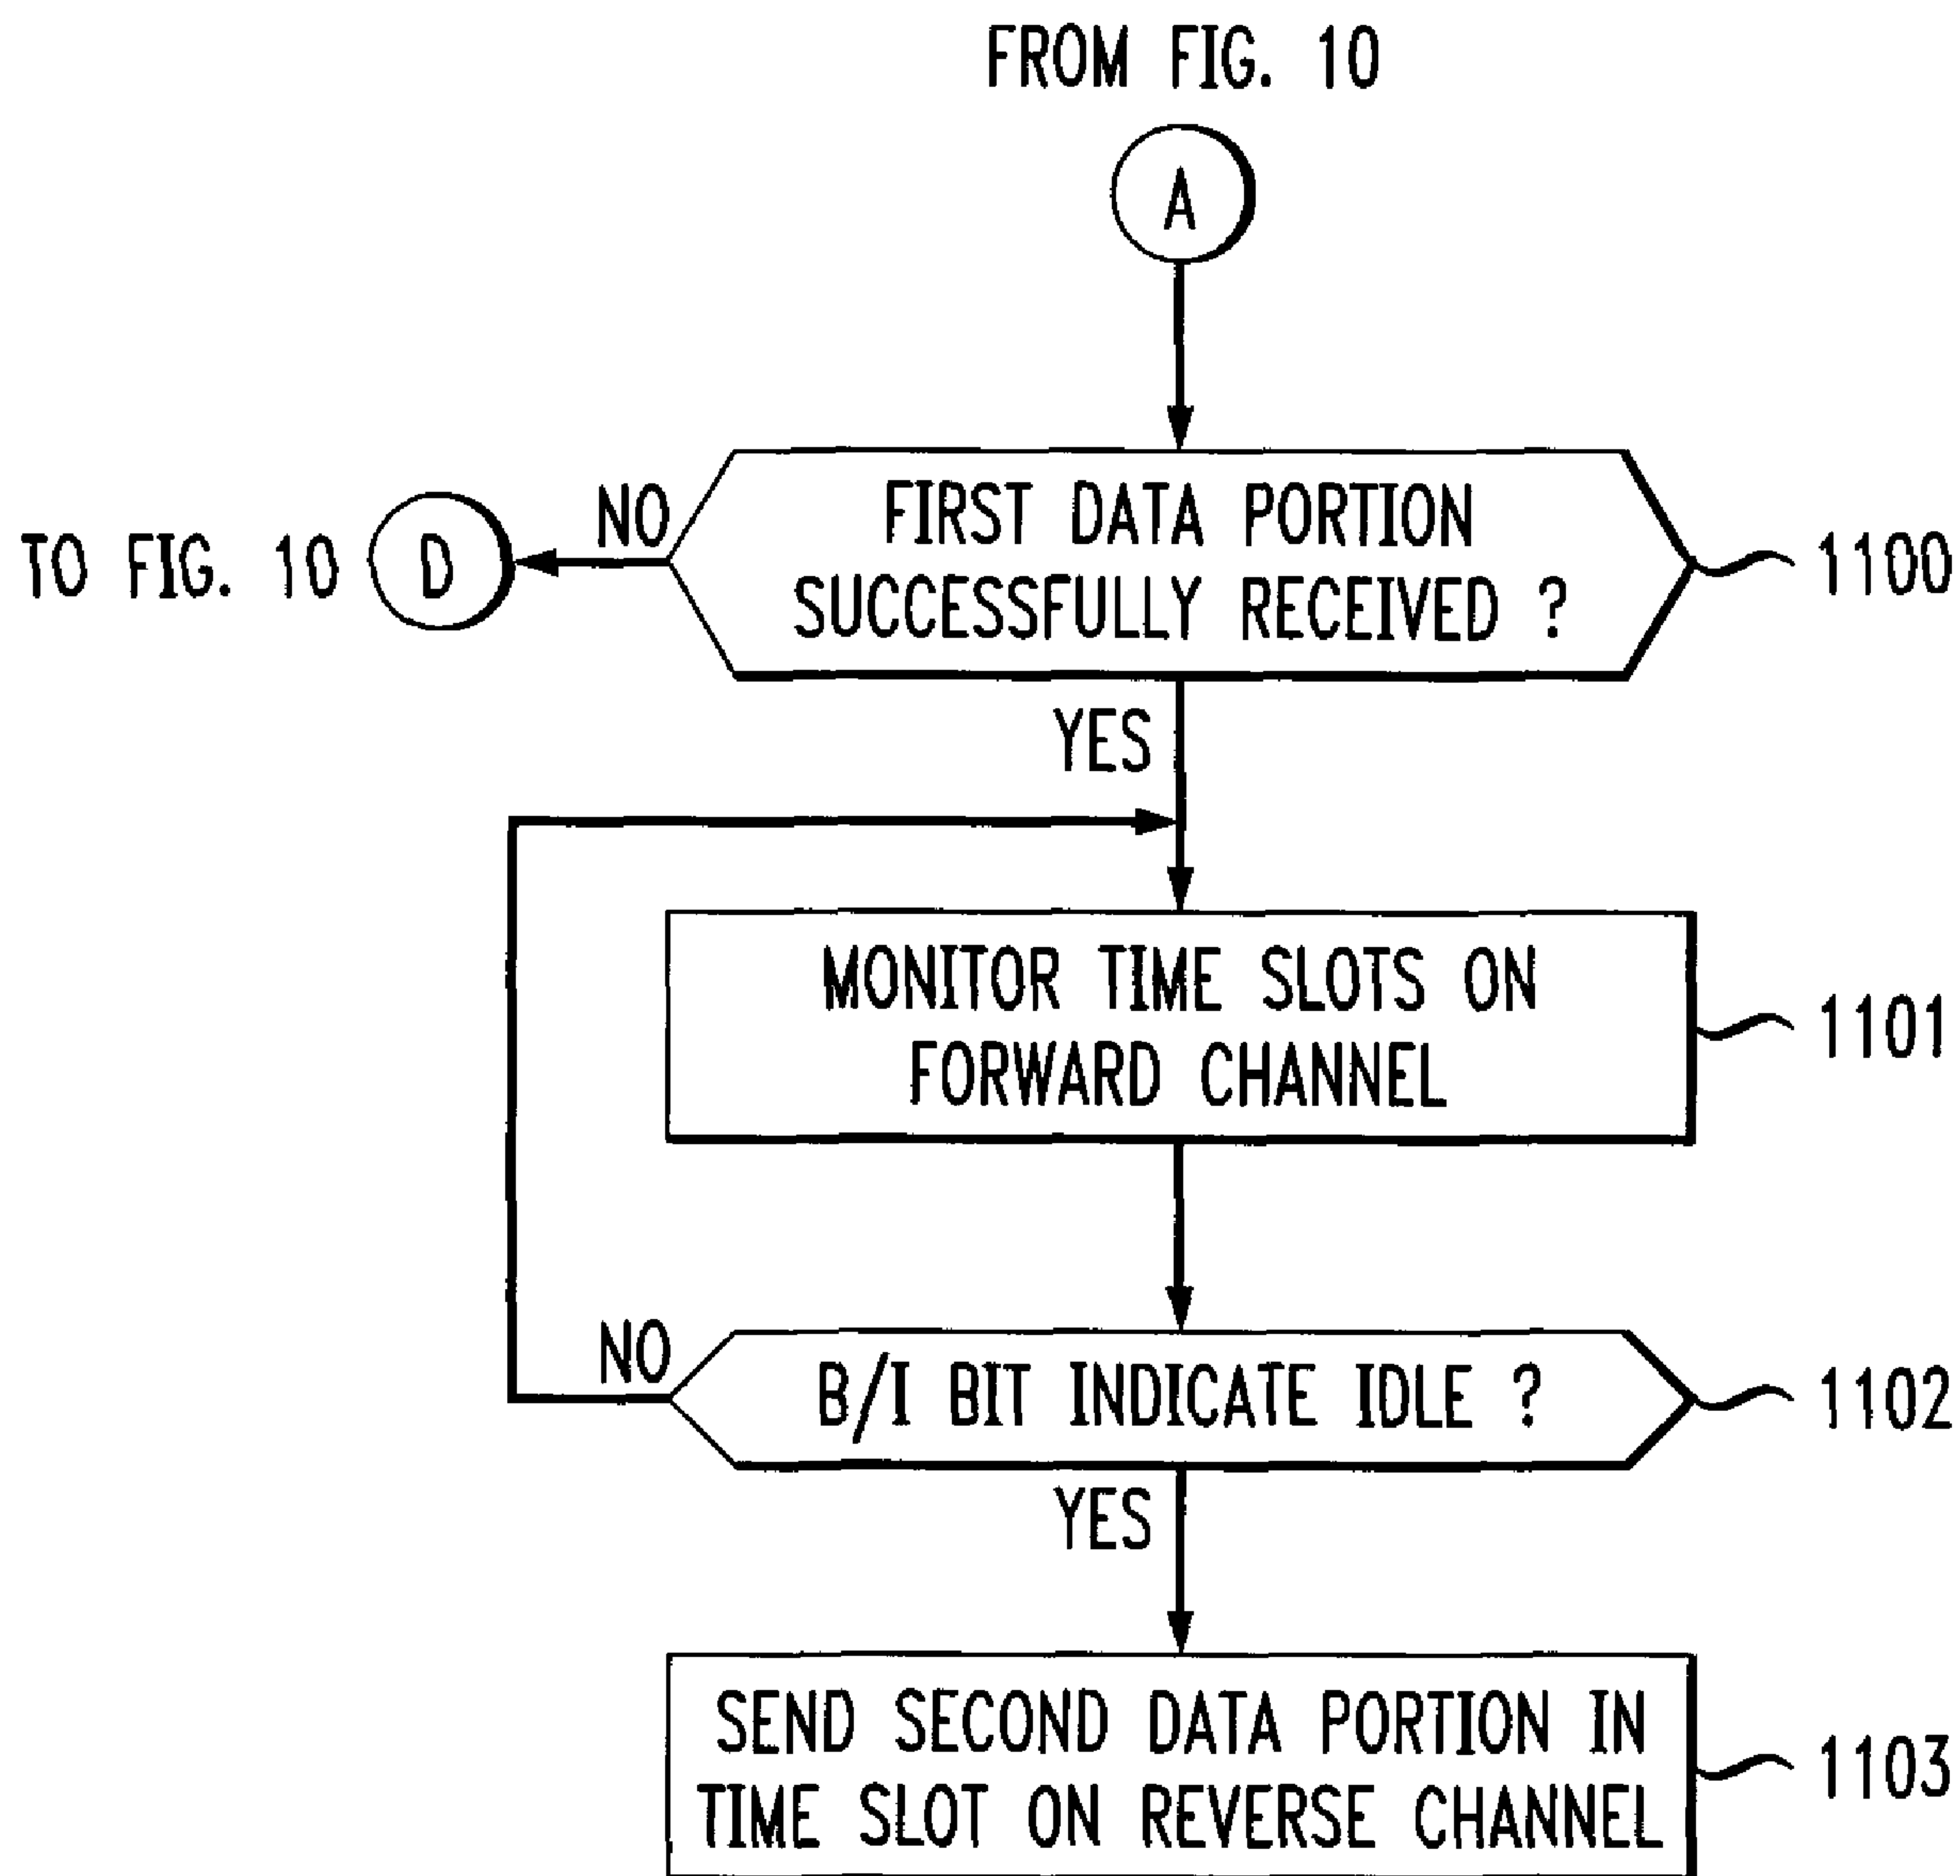 FROM FIG. 10
A
FIRST DATA PORTION
SUCCESSFULLY RECEIVED ?
1100
NO
TO FIG. 10
D
YES
MONITOR TIME SLOTS ON
FORWARD CHANNEL
1101
B/I BIT INDICATE IDLE ?
1102
NO
YES
SEND SECOND DATA PORTION IN
TIME SLOT ON REVERSE CHANNEL
1103